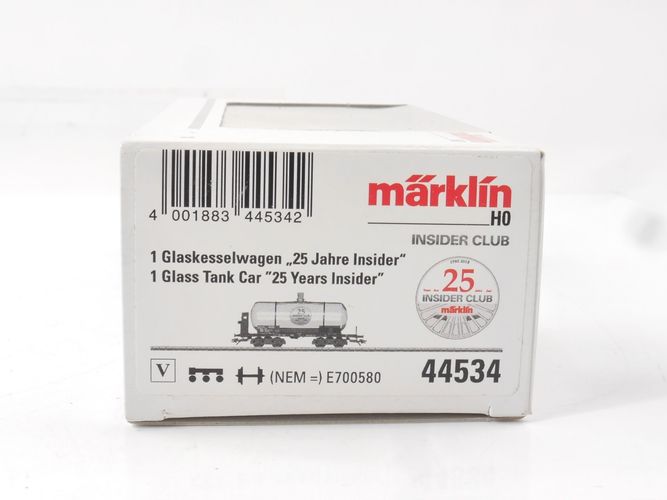 märklin
H0
INSIDER CLUB
4 001883 445342
1 Glaskesselwagen „25 Jahre Insider“
1 Glass Tank Car "25 Years Insider"
25
INSIDER CLUB
märklin
25
V
(NEM =) E700580
44534